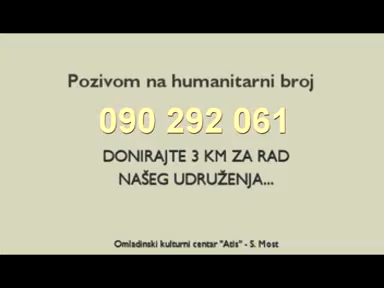 Pozivom na humanitarni broj
090 292 061
DONIRAJTE 3 KM ZA RAD
NAŠEG UDRUŽENJA...
Omladinski kulturni centar "Atis" - S. Most